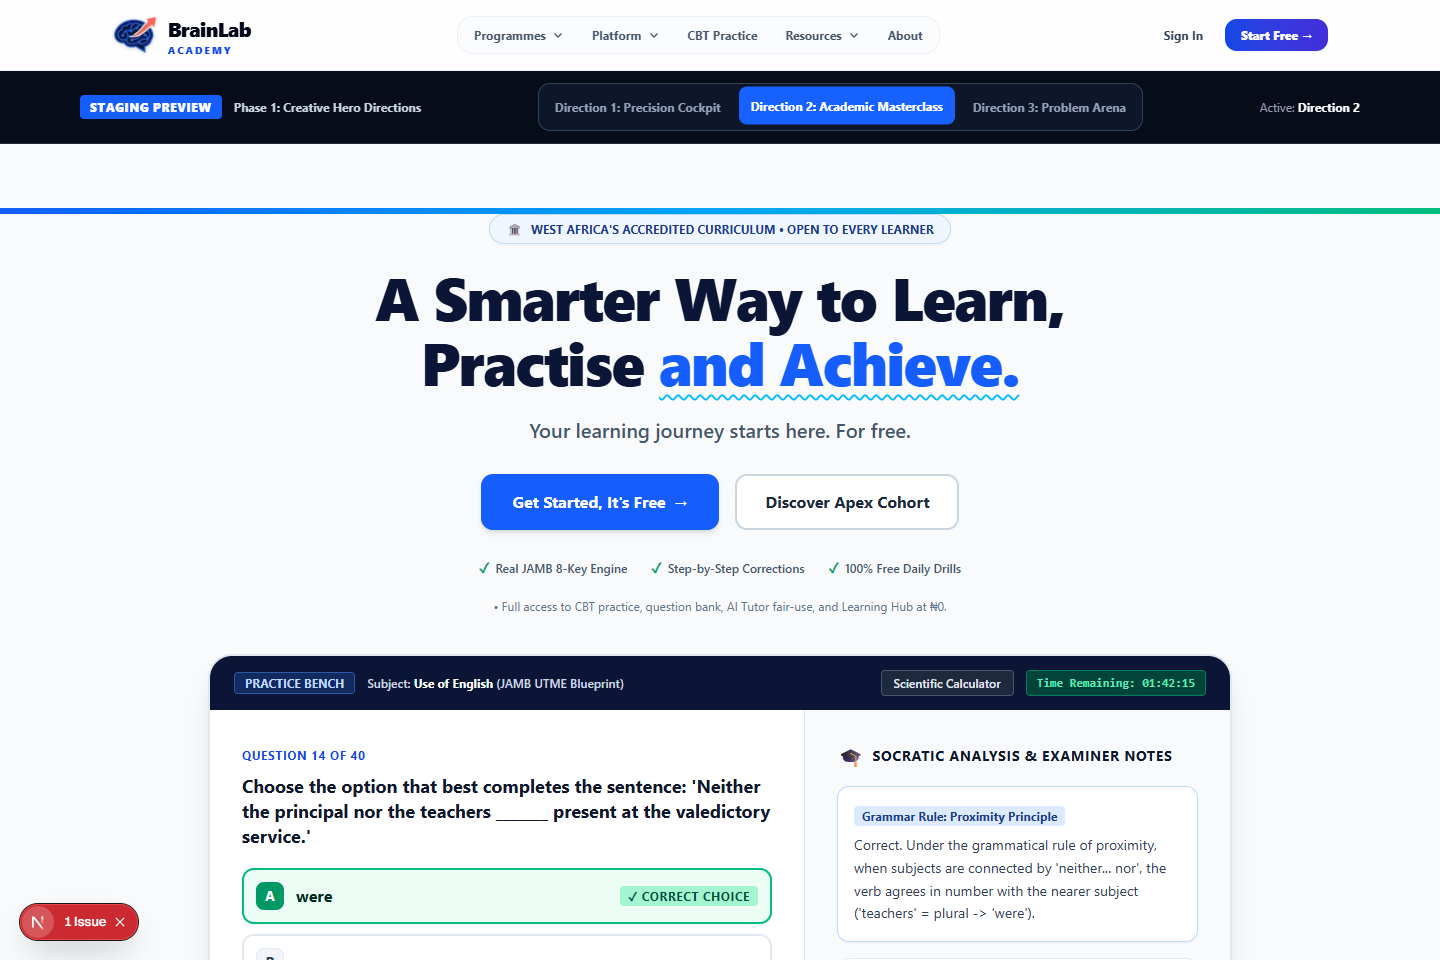 BrainLab
ACADEMY
Programmes
Platform
CBT Practice
Resources
About
Sign In
Start Free →
STAGING PREVIEW
Phase 1: Creative Hero Directions
Direction 1: Precision Cockpit
Direction 2: Academic Masterclass
Direction 3: Problem Arena
Active: Direction 2
WEST AFRICA'S ACCREDITED CURRICULUM • OPEN TO EVERY LEARNER
A Smarter Way to Learn,
Practise and Achieve.
Your learning journey starts here. For free.
Get Started, It's Free →
Discover Apex Cohort
✓ Real JAMB 8-Key Engine
✓ Step-by-Step Corrections
✓ 100% Free Daily Drills
• Full access to CBT practice, question bank, AI Tutor fair-use, and Learning Hub at ₦0.
PRACTICE BENCH
Subject: Use of English (JAMB UTME Blueprint)
Scientific Calculator
Time Remaining: 01:42:15
QUESTION 14 OF 40
Choose the option that best completes the sentence: 'Neither
the principal nor the teachers ______ present at the valedictory
service.'
A were
✓ CORRECT CHOICE
SOCRATIC ANALYSIS & EXAMINER NOTES
Grammar Rule: Proximity Principle
Correct. Under the grammatical rule of proximity,
when subjects are connected by 'neither... nor', the
verb agrees in number with the nearer subject
('teachers' = plural -> 'were').
N 1 Issue